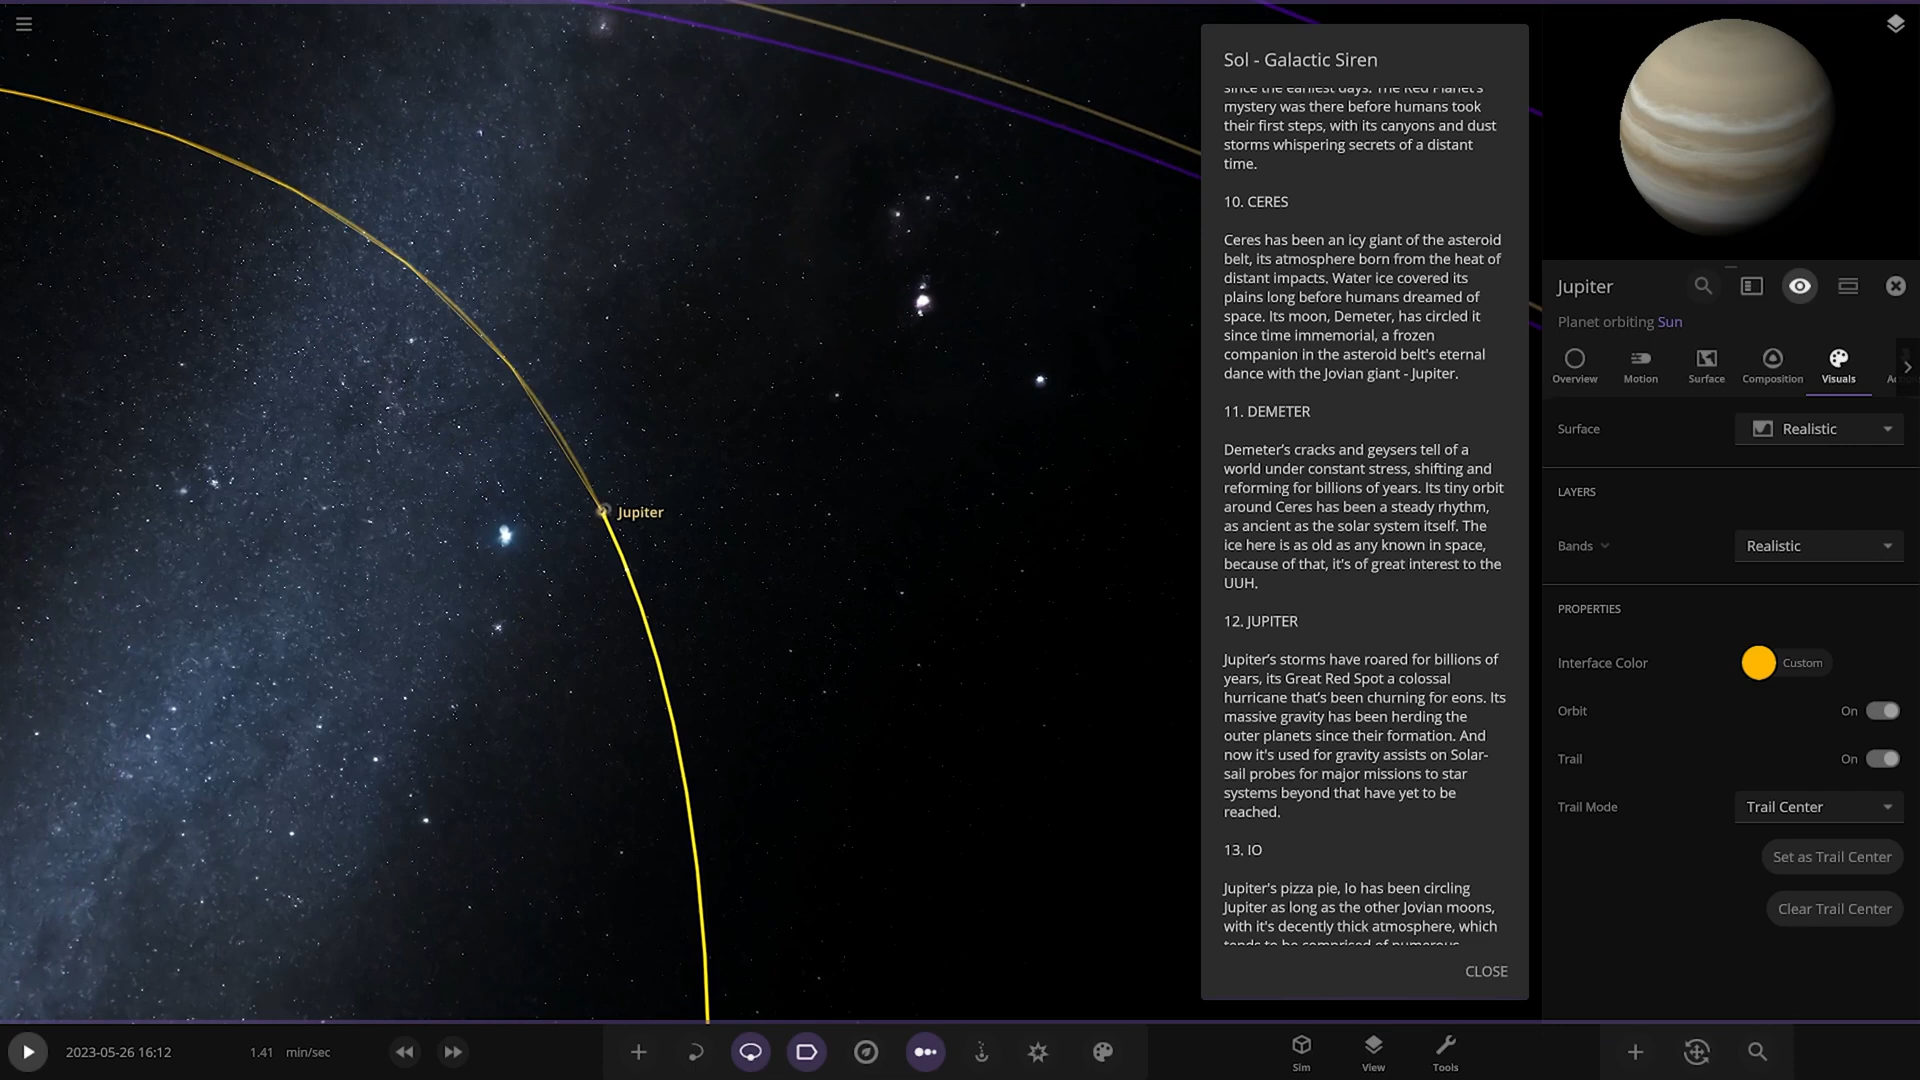 Sol - Galactic Siren
since the earliest days. The Red Planet's
mystery was there before humans took
their first steps, with its canyons and dust
storms whispering secrets of a distant
time.
10. CERES
Ceres has been an icy giant of the asteroid
belt, its atmosphere born from the heat of
distant impacts. Water ice covered its
plains long before humans dreamed of
space. Its moon, Demeter, has circled it
since time immemorial, a frozen
companion in the asteroid belt's eternal
dance with the Jovian giant - Jupiter.
11. DEMETER
Demeter’s cracks and geysers tell of a
world under constant stress, shifting and
reforming for billions of years. Its tiny orbit
around Ceres has been a steady rhythm,
as ancient as the solar system itself. The
ice here is as old as any known in space,
because of that, it's of great interest to the
UUH.
12. JUPITER
Jupiter’s storms have roared for billions of
years, its Great Red Spot a colossal
hurricane that’s been churning for eons. Its
massive gravity has been herding the
outer planets since their formation. And
now it's used for gravity assists on Solar-
sail probes for major missions to star
systems beyond that have yet to be
reached.
13. IO
Jupiter's pizza pie, Io has been circling
Jupiter as long as the other Jovian moons,
with it's decently thick atmosphere, which
tends to be comprised of numerous
CLOSE
Jupiter
Jupiter
Planet orbiting Sun
Overview
Motion
Surface
Composition
Visuals
Surface
Realistic
LAYERS
Bands
Realistic
PROPERTIES
Interface Color
Custom
Orbit
On
Trail
On
Trail Mode
Trail Center
Set as Trail Center
Clear Trail Center
2023-05-26 16:12
1.41 min/sec
Sim
View
Tools